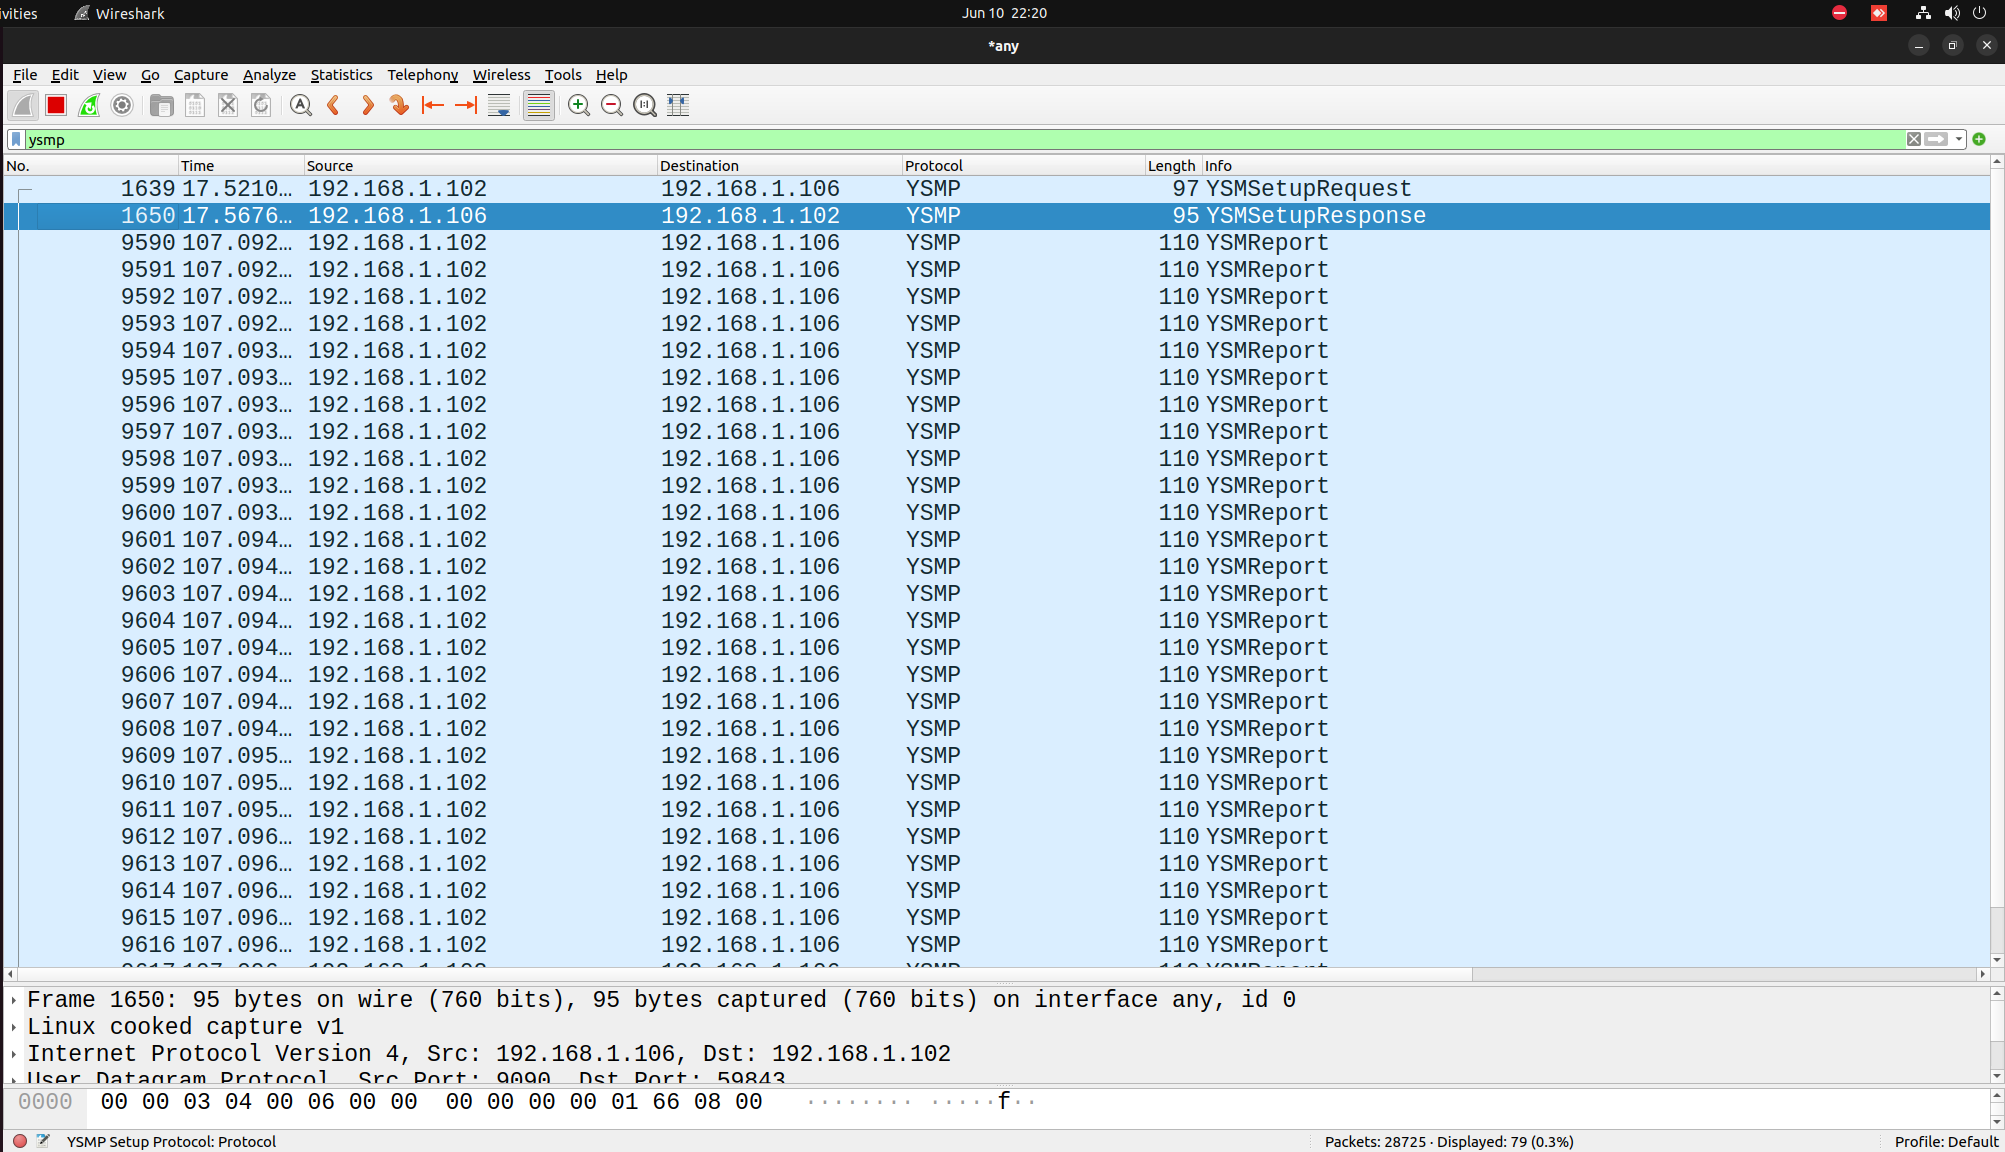 ivities Wireshark Jun 10 22:20
*any
File Edit View Go Capture Analyze Statistics Telephony Wireless Tools Help
ysmp
No. Time Source Destination Protocol Length Info
1639 17.5210… 192.168.1.102 192.168.1.106 YSMP 97 YSMSetupRequest
1650 17.5676… 192.168.1.106 192.168.1.102 YSMP 95 YSMSetupResponse
9590 107.092… 192.168.1.102 192.168.1.106 YSMP 110 YSMReport
9591 107.092… 192.168.1.102 192.168.1.106 YSMP 110 YSMReport
9592 107.092… 192.168.1.102 192.168.1.106 YSMP 110 YSMReport
9593 107.092… 192.168.1.102 192.168.1.106 YSMP 110 YSMReport
9594 107.093… 192.168.1.102 192.168.1.106 YSMP 110 YSMReport
9595 107.093… 192.168.1.102 192.168.1.106 YSMP 110 YSMReport
9596 107.093… 192.168.1.102 192.168.1.106 YSMP 110 YSMReport
9597 107.093… 192.168.1.102 192.168.1.106 YSMP 110 YSMReport
9598 107.093… 192.168.1.102 192.168.1.106 YSMP 110 YSMReport
9599 107.093… 192.168.1.102 192.168.1.106 YSMP 110 YSMReport
9600 107.093… 192.168.1.102 192.168.1.106 YSMP 110 YSMReport
9601 107.094… 192.168.1.102 192.168.1.106 YSMP 110 YSMReport
9602 107.094… 192.168.1.102 192.168.1.106 YSMP 110 YSMReport
9603 107.094… 192.168.1.102 192.168.1.106 YSMP 110 YSMReport
9604 107.094… 192.168.1.102 192.168.1.106 YSMP 110 YSMReport
9605 107.094… 192.168.1.102 192.168.1.106 YSMP 110 YSMReport
9606 107.094… 192.168.1.102 192.168.1.106 YSMP 110 YSMReport
9607 107.094… 192.168.1.102 192.168.1.106 YSMP 110 YSMReport
9608 107.094… 192.168.1.102 192.168.1.106 YSMP 110 YSMReport
9609 107.095… 192.168.1.102 192.168.1.106 YSMP 110 YSMReport
9610 107.095… 192.168.1.102 192.168.1.106 YSMP 110 YSMReport
9611 107.095… 192.168.1.102 192.168.1.106 YSMP 110 YSMReport
9612 107.096… 192.168.1.102 192.168.1.106 YSMP 110 YSMReport
9613 107.096… 192.168.1.102 192.168.1.106 YSMP 110 YSMReport
9614 107.096… 192.168.1.102 192.168.1.106 YSMP 110 YSMReport
9615 107.096… 192.168.1.102 192.168.1.106 YSMP 110 YSMReport
9616 107.096… 192.168.1.102 192.168.1.106 YSMP 110 YSMReport
Frame 1650: 95 bytes on wire (760 bits), 95 bytes captured (760 bits) on interface any, id 0
Linux cooked capture v1
Internet Protocol Version 4, Src: 192.168.1.106, Dst: 192.168.1.102
User Datagram Protocol, Src Port: 9090, Dst Port: 59843
0000 00 00 03 04 00 06 00 00 00 00 00 00 01 66 08 00 ········ ·····f··
YSMP Setup Protocol: Protocol Packets: 28725 · Displayed: 79 (0.3%) Profile: Default